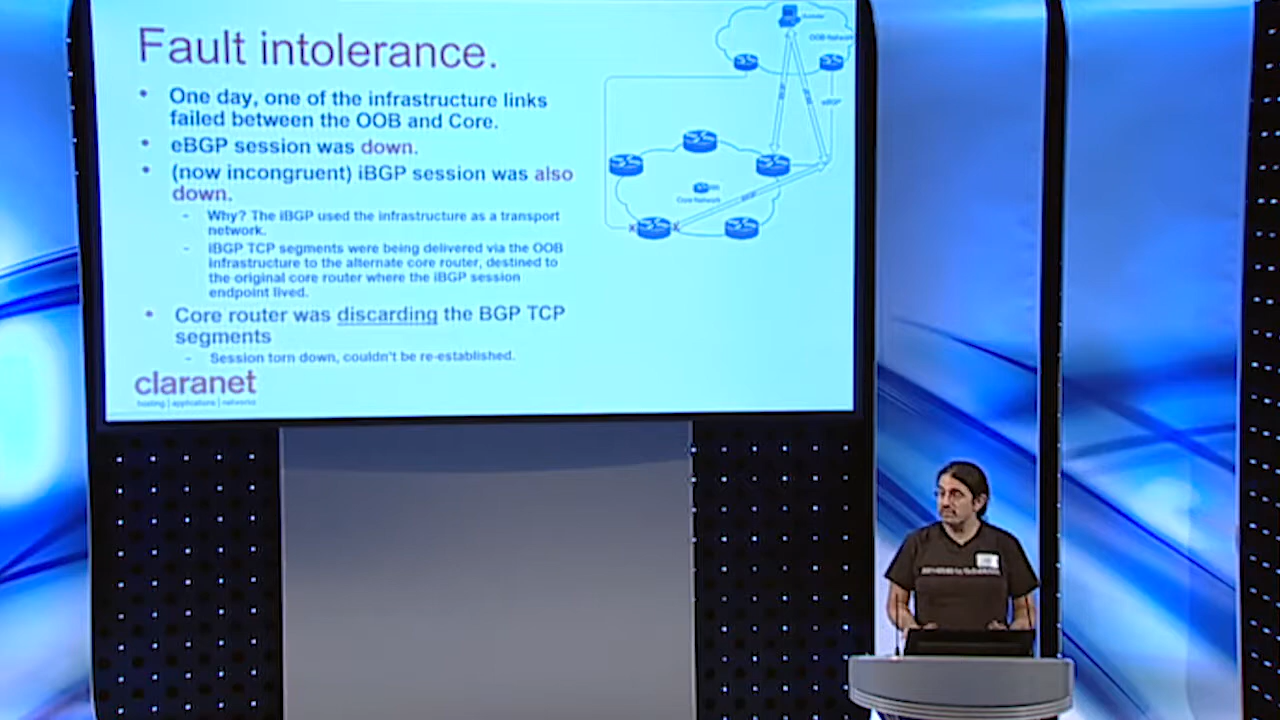 Fault intolerance.
• One day, one of the infrastructure links
failed between the OOB and Core.
• eBGP session was down.
• (now incongruent) iBGP session was also
down.
- Why? The iBGP used the infrastructure as a transport
network.
- iBGP TCP segments were being delivered via the OOB
infrastructure to the alternate core router, destined to
the original core router where the iBGP session
endpoint lived.
• Core router was discarding the BGP TCP
segments
- Session torn down, couldn't be re-established.
claranet
hosting | applications | networks
OOB Network
eBGP
Core Network
X
X